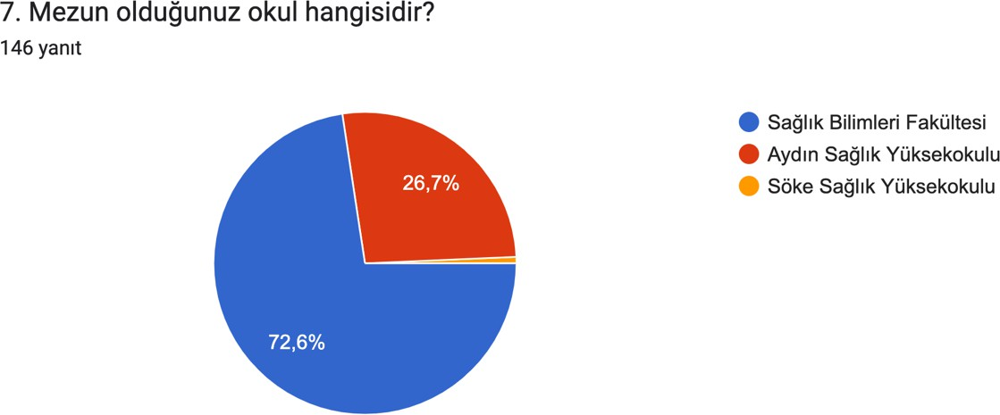 7. Mezun olduğunuz okul hangisidir?
146 yanıt
Sağlık Bilimleri Fakültesi
Aydın Sağlık Yüksekokulu
Söke Sağlık Yüksekokulu
26,7%
72,6%